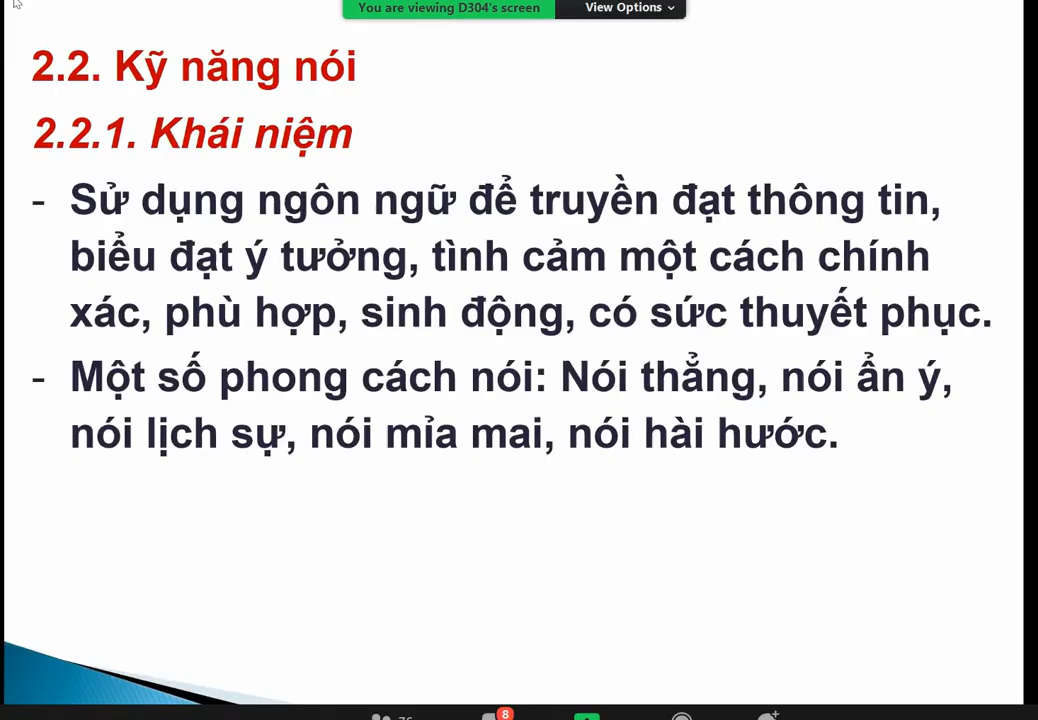 You are viewing D304's screen View Options
2.2. Kỹ năng nói
2.2.1. Khái niệm
- Sử dụng ngôn ngữ để truyền đạt thông tin,
biểu đạt ý tưởng, tình cảm một cách chính
xác, phù hợp, sinh động, có sức thuyết phục.
- Một số phong cách nói: Nói thẳng, nói ẩn ý,
nói lịch sự, nói mỉa mai, nói hài hước.
8